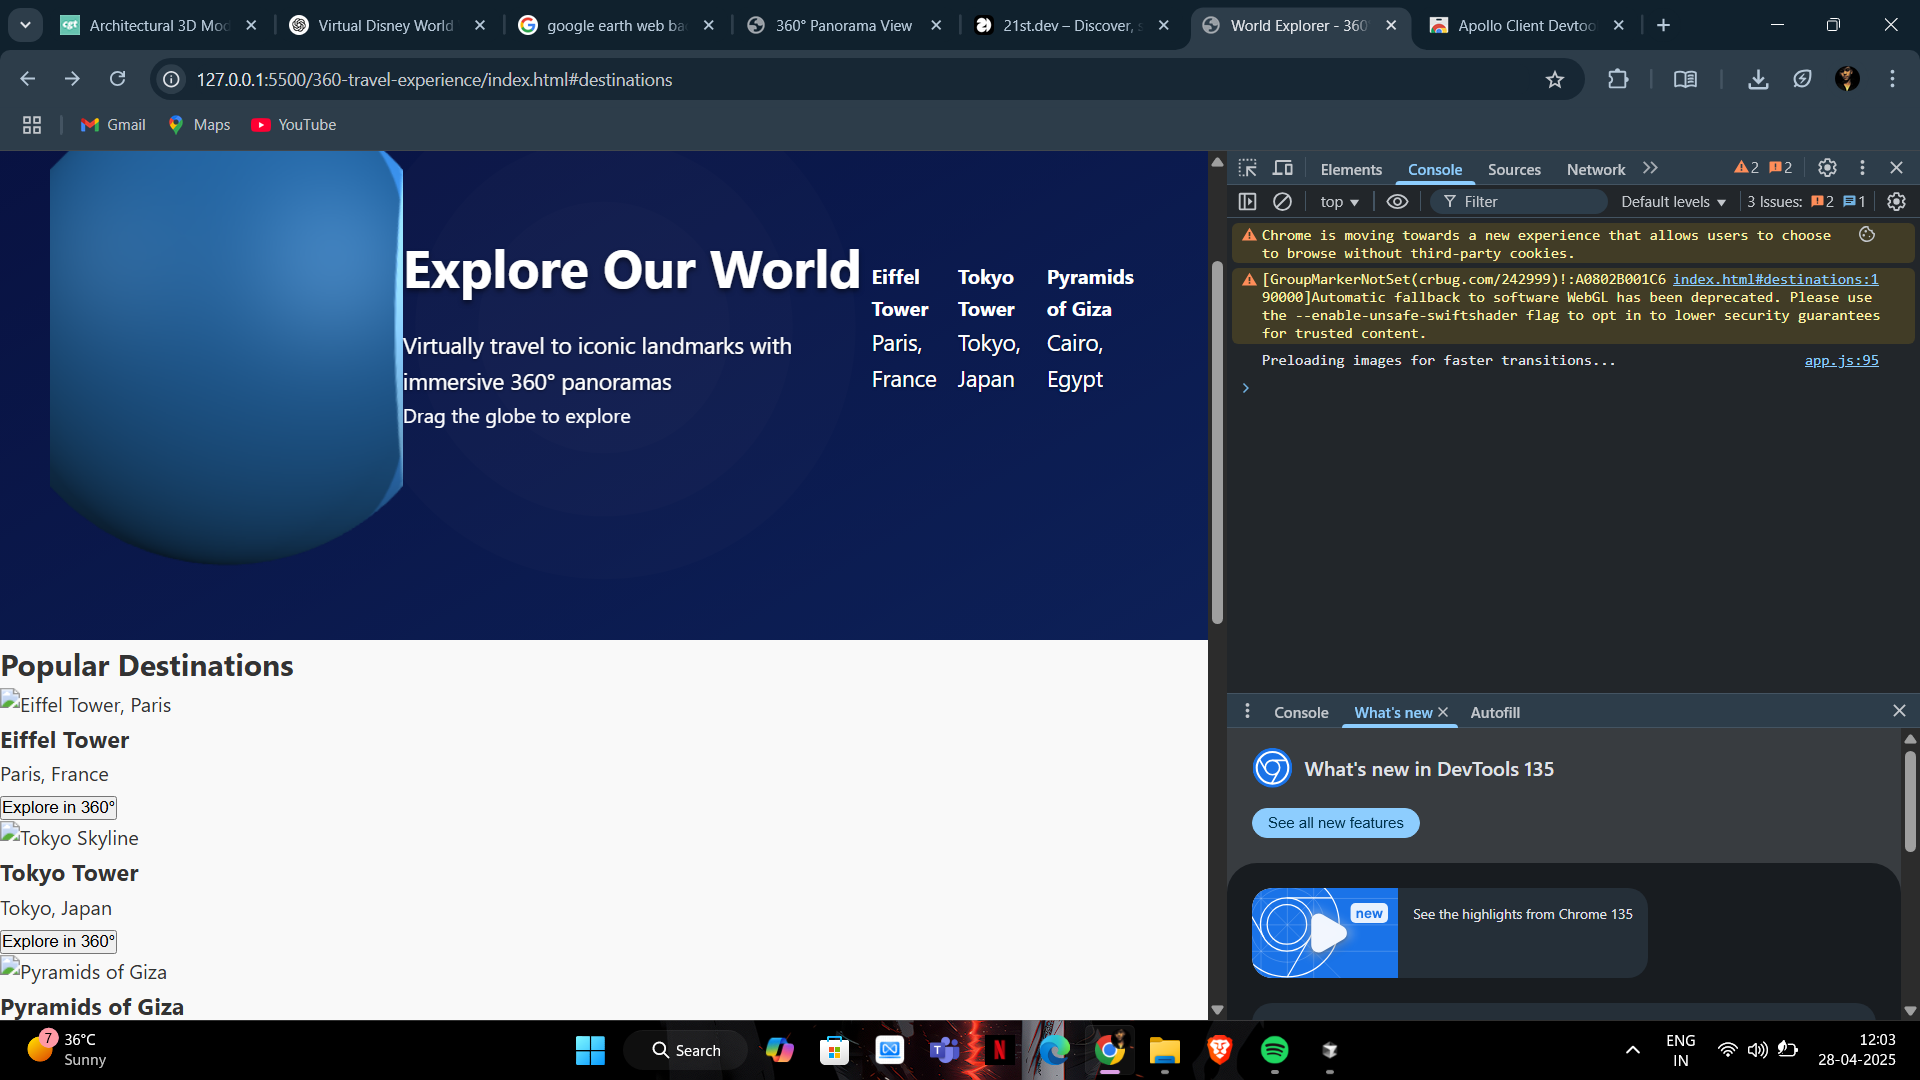 Architectural 3D Mod
Virtual Disney World
google earth web ba
360° Panorama View
21st.dev – Discover, s
World Explorer - 360°
Apollo Client Devtoo
127.0.0.1:5500/360-travel-experience/index.html#destinations
Gmail
Maps
YouTube
Explore Our World
Virtually travel to iconic landmarks with
immersive 360° panoramas
Drag the globe to explore
Eiffel
Tower
Paris,
France
Tokyo
Tower
Tokyo,
Japan
Pyramids
of Giza
Cairo,
Egypt
Popular Destinations
Eiffel Tower, Paris
Eiffel Tower
Paris, France
Explore in 360°
Tokyo Skyline
Tokyo Tower
Tokyo, Japan
Explore in 360°
Pyramids of Giza
Pyramids of Giza
Elements
Console
Sources
Network
2
2
top
Filter
Default levels
3 Issues:
2
1
Chrome is moving towards a new experience that allows users to choose
to browse without third-party cookies.
[GroupMarkerNotSet(crbug.com/242999)!:A0802B001C6 index.html#destinations:1
90000]Automatic fallback to software WebGL has been deprecated. Please use
the --enable-unsafe-swiftshader flag to opt in to lower security guarantees
for trusted content.
Preloading images for faster transitions... app.js:95
Console
What's new
Autofill
What's new in DevTools 135
See all new features
new
See the highlights from Chrome 135
7
36°C
Sunny
Search
ENG
IN
12:03
28-04-2025